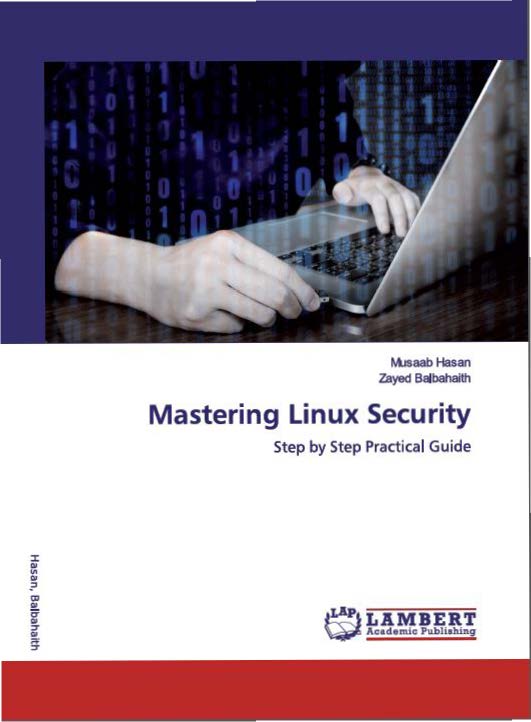 Musaab Hasan
Zayed Balbahaith
Mastering Linux Security
Step by Step Practical Guide
Hasan, Balbahaith
LAP
LAMBERT
Academic Publishing